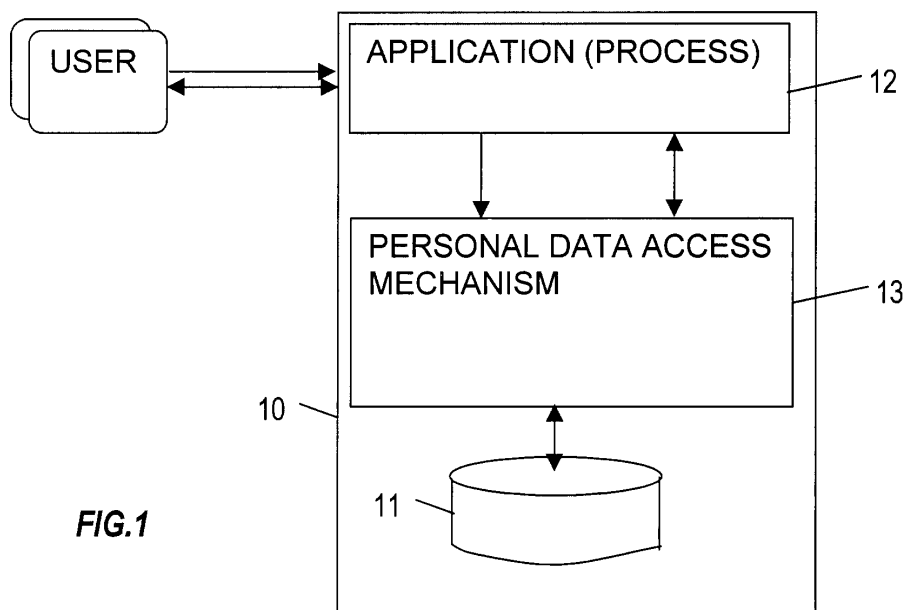 USER
APPLICATION (PROCESS)
12
PERSONAL DATA ACCESS
MECHANISM
13
10
11
FIG.1